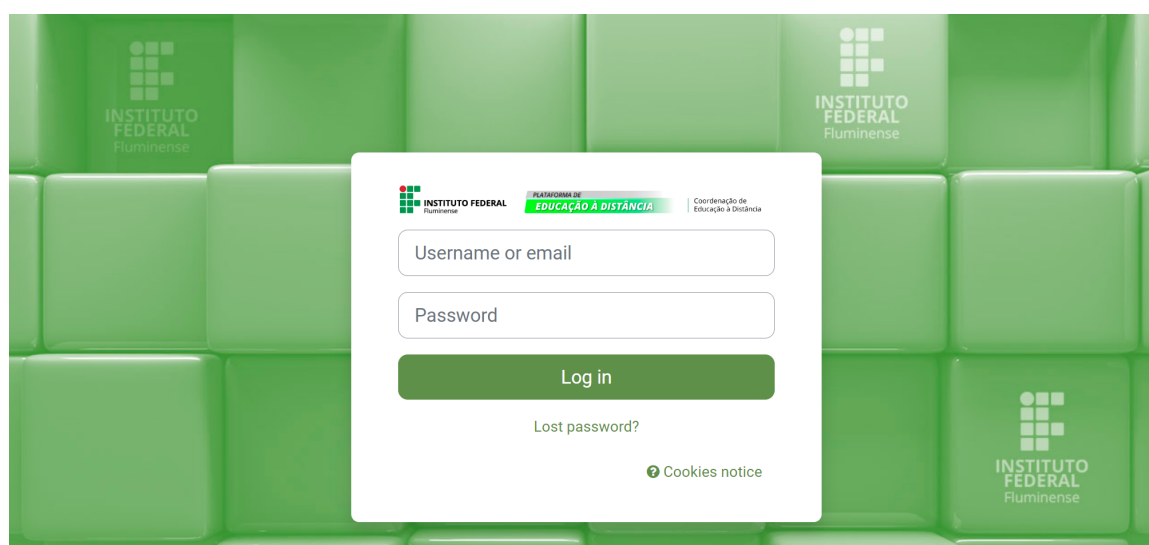 INSTITUTO
FEDERAL
Fluminense
INSTITUTO
FEDERAL
Fluminense
INSTITUTO FEDERAL
Fluminense
PLATAFORMA DE
EDUCAÇÃO À DISTÂNCIA
Coordenação de
Educação à Distância
Username or email
Password
Log in
Lost password?
Cookies notice
INSTITUTO
FEDERAL
Fluminense